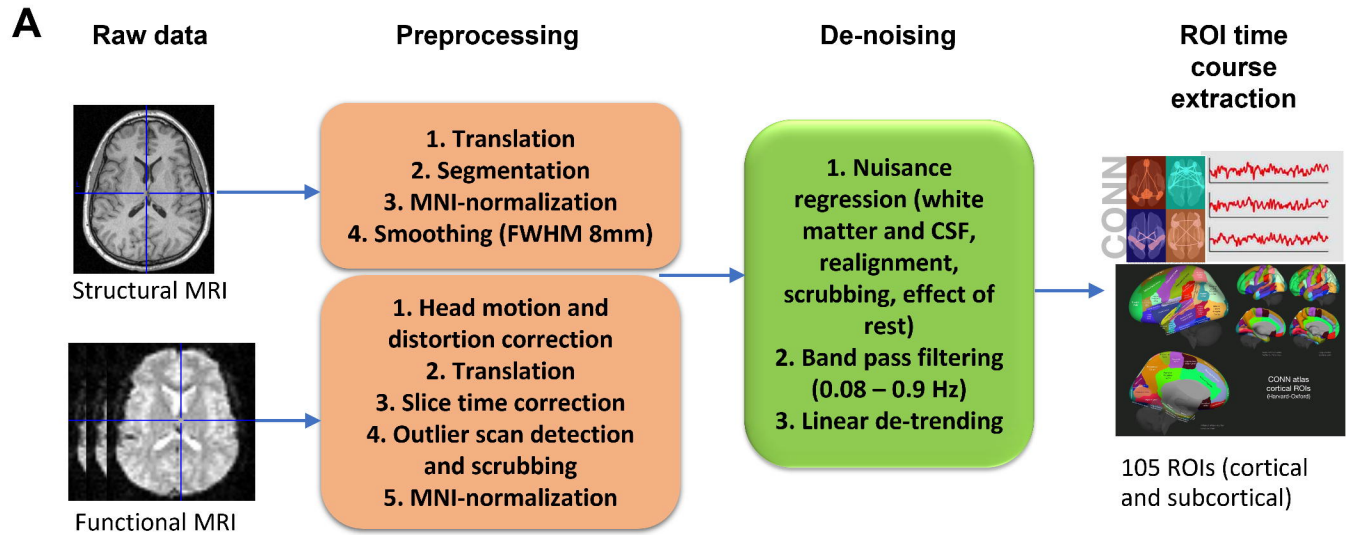 A
Raw data
Preprocessing
De-noising
ROI time
course
extraction
1. Translation
2. Segmentation
3. MNI-normalization
4. Smoothing (FWHM 8mm)
Structural MRI
1. Head motion and
distortion correction
2. Translation
3. Slice time correction
4. Outlier scan detection
and scrubbing
5. MNI-normalization
Functional MRI
1. Nuisance
regression (white
matter and CSF,
realignment,
scrubbing, effect of
rest)
2. Band pass filtering
(0.08 – 0.9 Hz)
3. Linear de-trending
CONN
CONN atlas
cortical ROIs
(Harvard-Oxford)
105 ROIs (cortical
and subcortical)